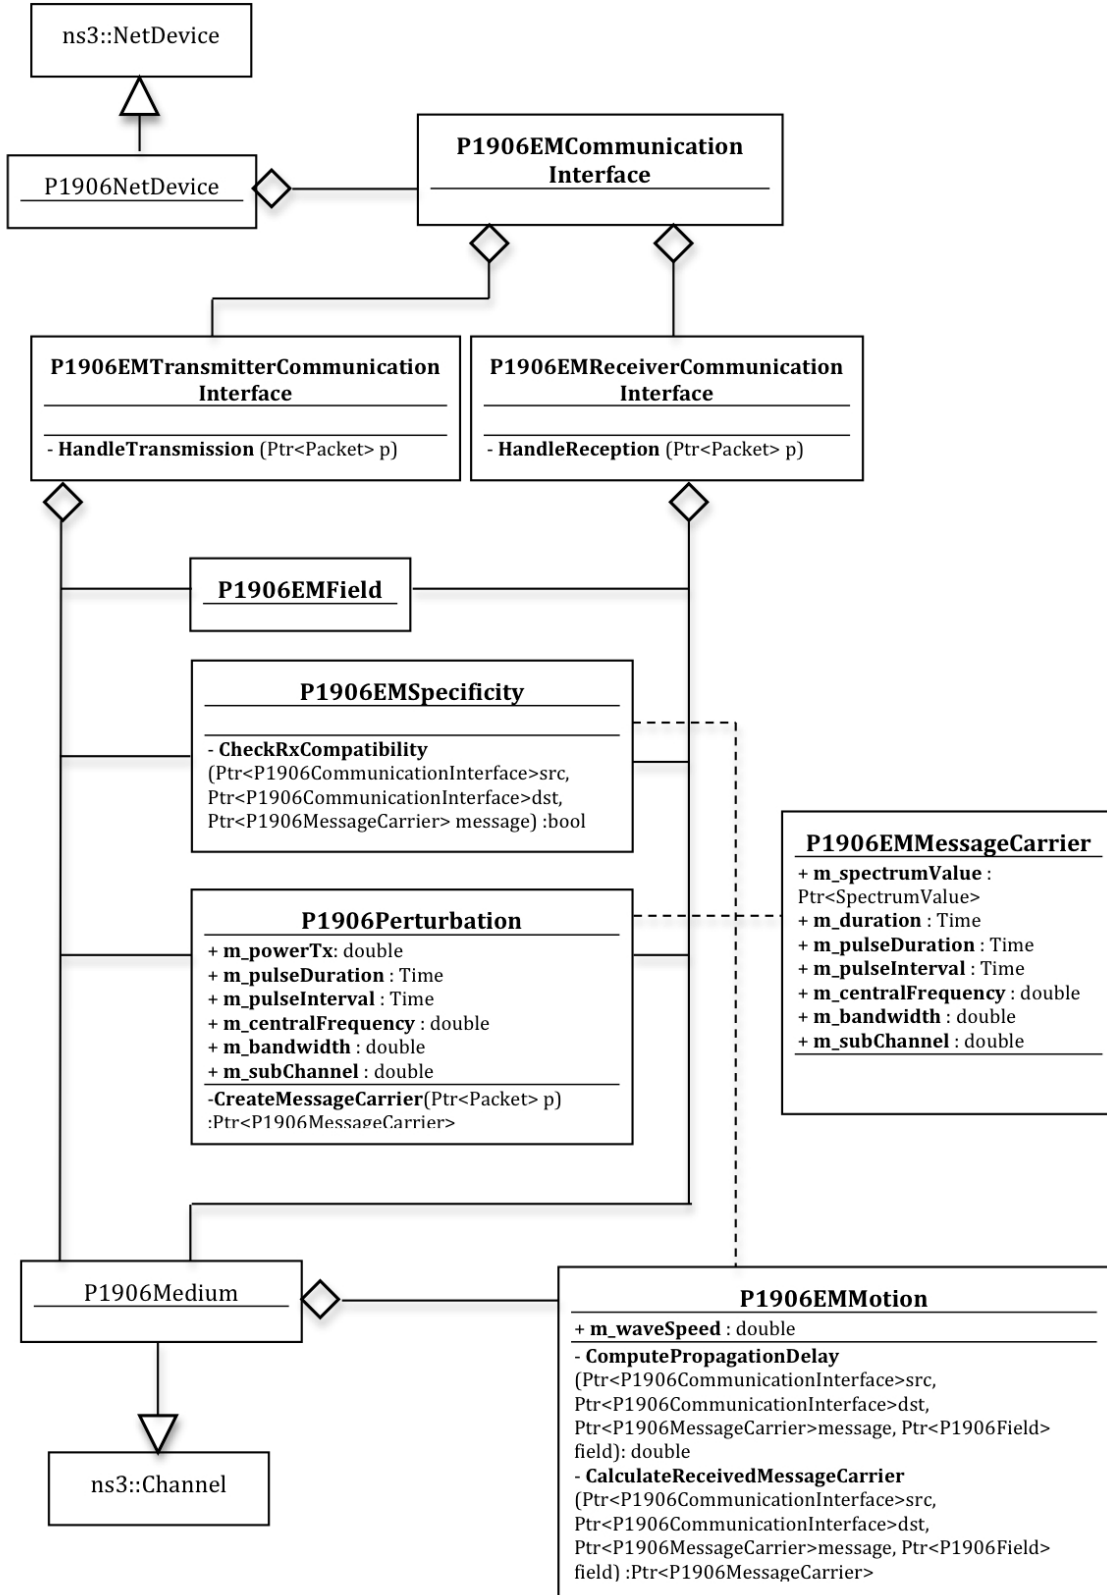 ns3::NetDevice
P1906NetDevice
P1906EMCommunication
Interface
P1906EMTransmitterCommunication
Interface
- HandleTransmission (Ptr<Packet> p)
P1906EMReceiverCommunication
Interface
- HandleReception (Ptr<Packet> p)
P1906EMField
P1906EMSpecificity
- CheckRxCompatibility
(Ptr<P1906CommunicationInterface>src,
Ptr<P1906CommunicationInterface>dst,
Ptr<P1906MessageCarrier> message) :bool
P1906EMMessageCarrier
+ m_spectrumValue :
Ptr<SpectrumValue>
+ m_duration : Time
+ m_pulseDuration : Time
+ m_pulseInterval : Time
+ m_centralFrequency : double
+ m_bandwidth : double
+ m_subChannel : double
P1906Perturbation
+ m_powerTx: double
+ m_pulseDuration : Time
+ m_pulseInterval : Time
+ m_centralFrequency : double
+ m_bandwidth : double
+ m_subChannel : double
-CreateMessageCarrier(Ptr<Packet> p)
:Ptr<P1906MessageCarrier>
P1906Medium
P1906EMMotion
+ m_waveSpeed : double
- ComputePropagationDelay
(Ptr<P1906CommunicationInterface>src,
Ptr<P1906CommunicationInterface>dst,
Ptr<P1906MessageCarrier>message, Ptr<P1906Field>
field): double
- CalculateReceivedMessageCarrier
(Ptr<P1906CommunicationInterface>src,
Ptr<P1906CommunicationInterface>dst,
Ptr<P1906MessageCarrier>message, Ptr<P1906Field>
field) :Ptr<P1906MessageCarrier>
ns3::Channel